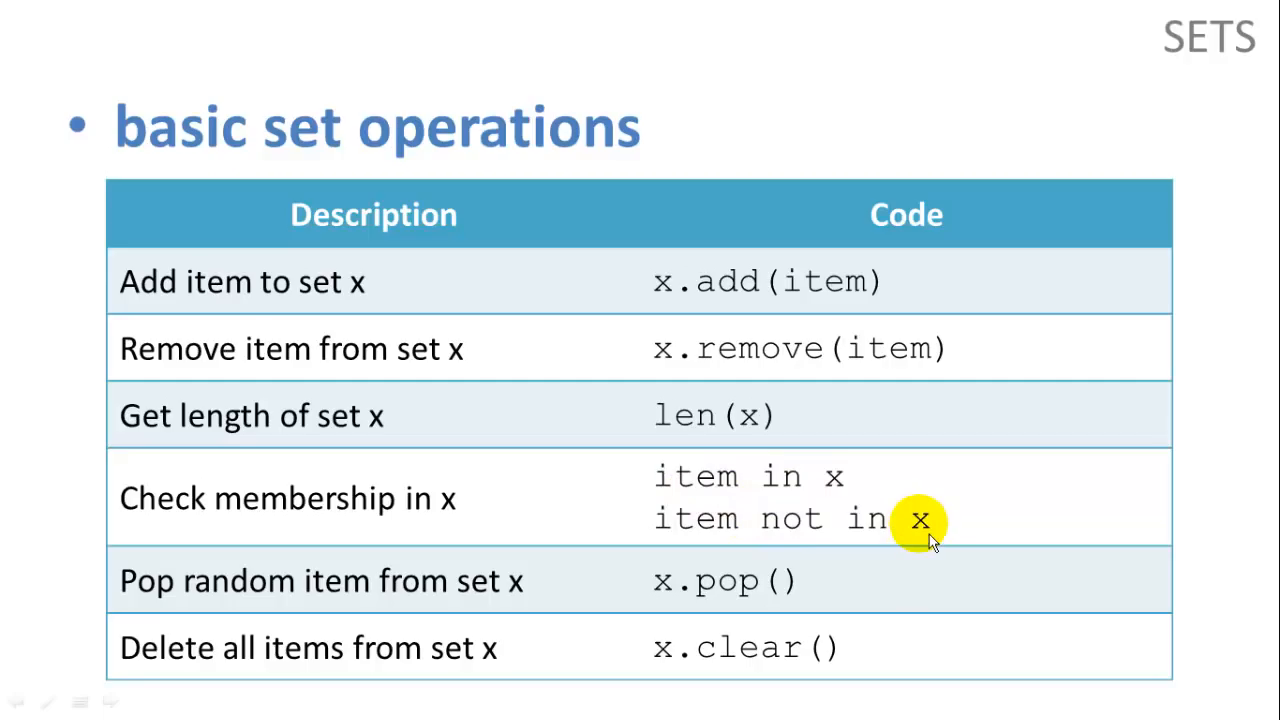 SETS
• basic set operations
Description Code
Add item to set x x.add(item)
Remove item from set x x.remove(item)
Get length of set x len(x)
Check membership in x item in x
item not in x
Pop random item from set x x.pop()
Delete all items from set x x.clear()